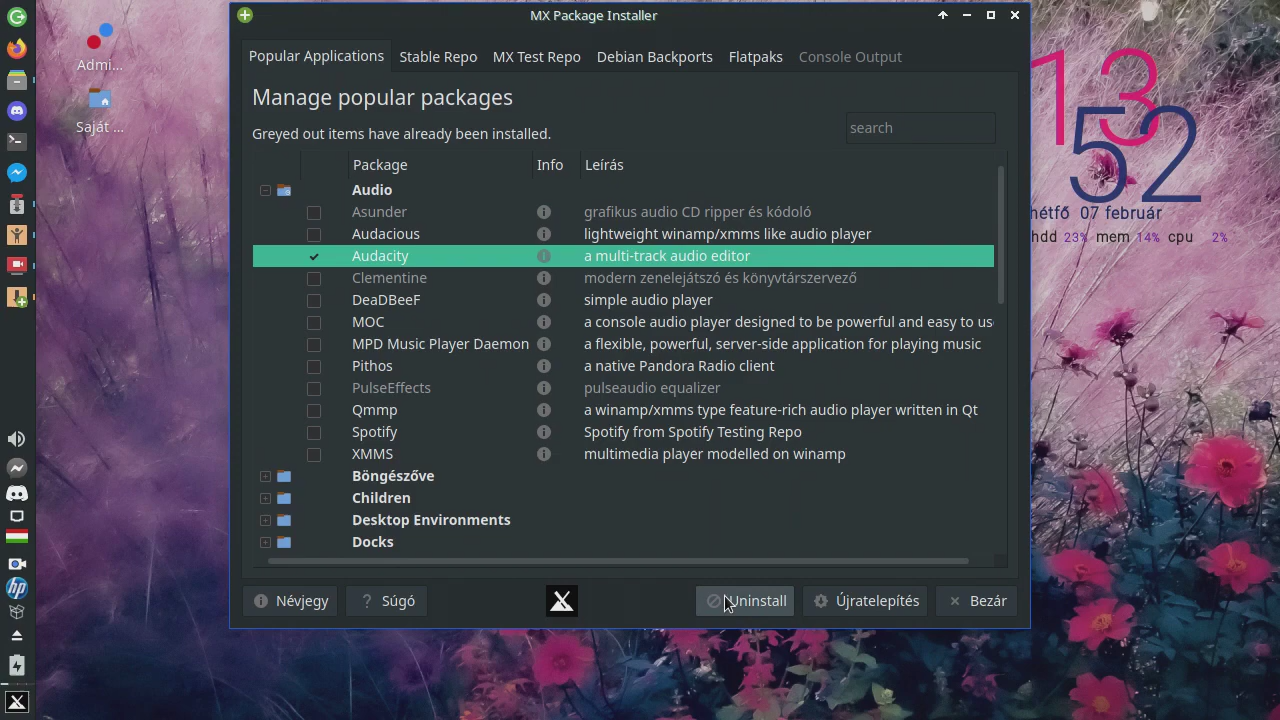 MX Package Installer
Popular Applications Stable Repo MX Test Repo Debian Backports Flatpaks Console Output
Manage popular packages
Greyed out items have already been installed.
search
Package Info Leírás
Audio
Asunder grafikus audio CD ripper és kódoló
Audacious lightweight winamp/xmms like audio player
Audacity a multi-track audio editor
Clementine modern zenelejátszó és könyvtárszervező
DeaDBeeF simple audio player
MOC a console audio player designed to be powerful and easy to us
MPD Music Player Daemon a flexible, powerful, server-side application for playing music
Pithos a native Pandora Radio client
PulseEffects pulseaudio equalizer
Qmmp a winamp/xmms type feature-rich audio player written in Qt
Spotify Spotify from Spotify Testing Repo
XMMS multimedia player modelled on winamp
Böngészőve
Children
Desktop Environments
Docks
Névjegy Súgó Uninstall Újratelepítés Bezár
Admi...
Saját ...
13
52
hétfő 07 február
hdd 23% mem 14% cpu 2%
hp